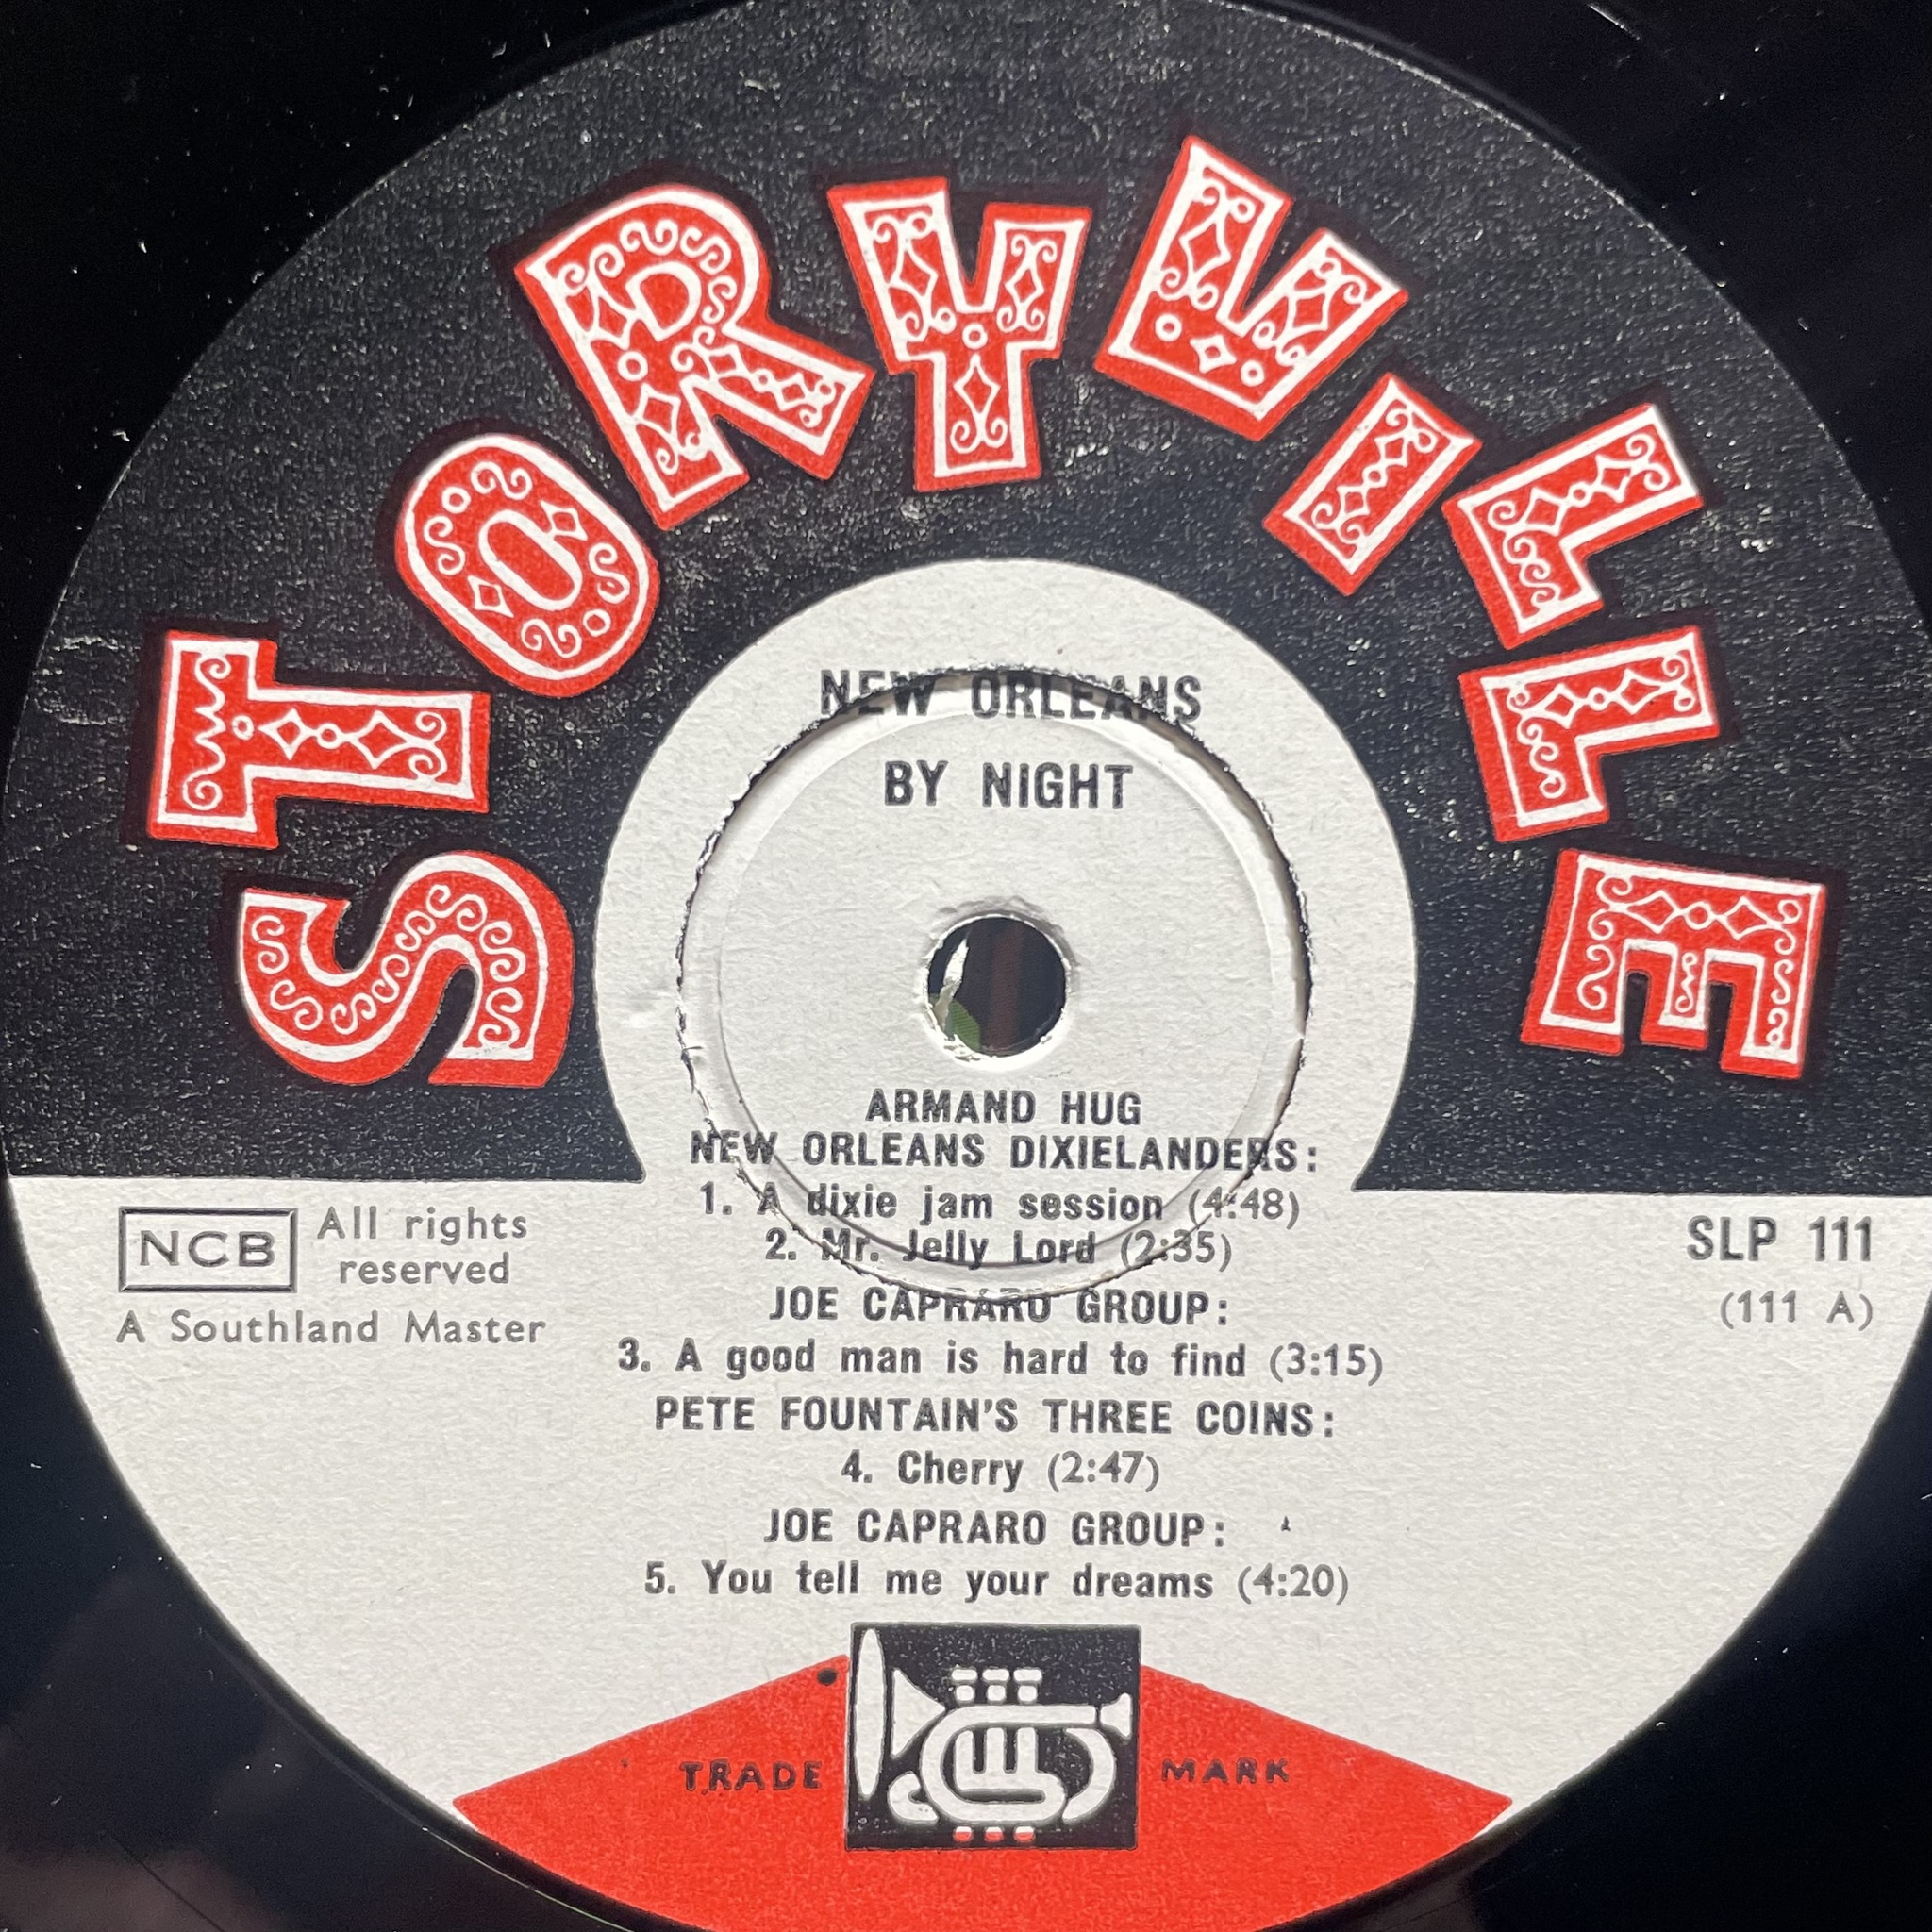 STORYVILLE
NEW ORLEANS
BY NIGHT
ARMAND HUG
NEW ORLEANS DIXIELANDERS:
1. A dixie jam session (4:48)
2. Mr. Jelly Lord (2:35)
JOE CAPRARO GROUP:
3. A good man is hard to find (3:15)
PETE FOUNTAIN'S THREE COINS:
4. Cherry (2:47)
JOE CAPRARO GROUP:
5. You tell me your dreams (4:20)
NCB All rights
reserved
A Southland Master
SLP 111
(111 A)
TRADE MARK